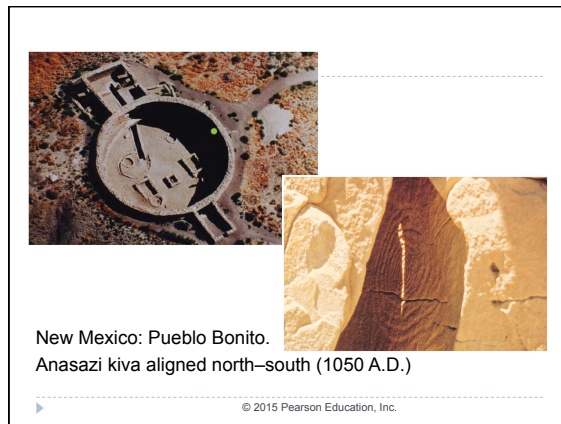 New Mexico: Pueblo Bonito.
Anasazi kiva aligned north–south (1050 A.D.)
© 2015 Pearson Education, Inc.